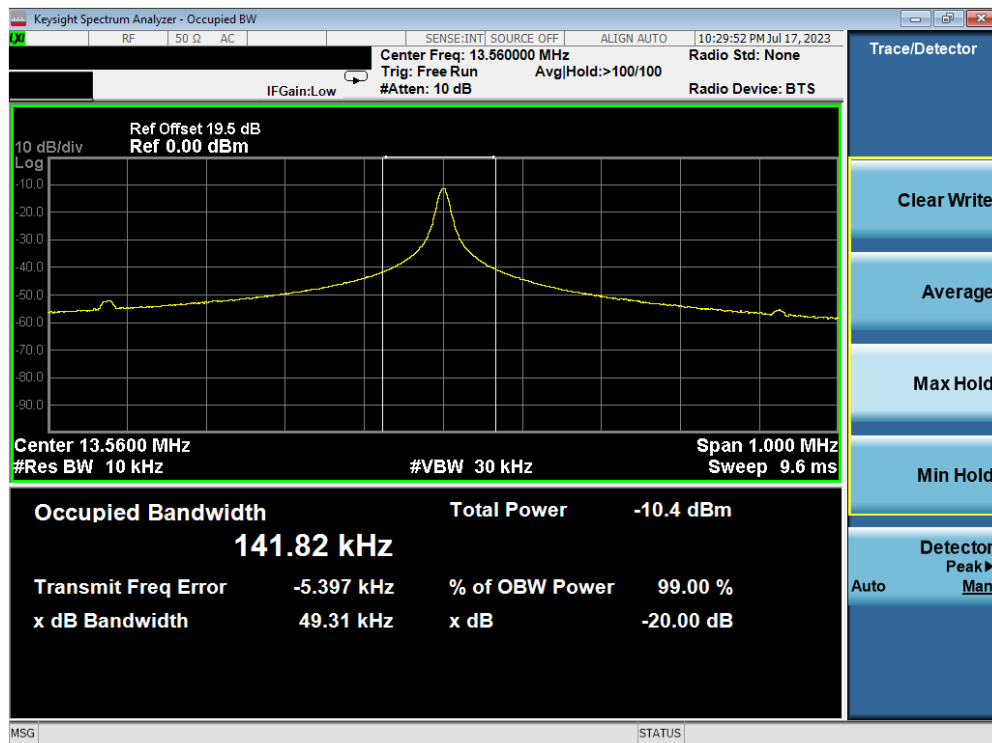 Keysight Spectrum Analyzer - Occupied BW
LXI RF 50 Ω AC SENSE:INT SOURCE OFF ALIGN AUTO 10:29:52 PM Jul 17, 2023
Center Freq: 13.560000 MHz Radio Std: None
Trig: Free Run Avg|Hold:>100/100
IFGain:Low #Atten: 10 dB Radio Device: BTS
Ref Offset 19.5 dB
10 dB/div Ref 0.00 dBm
Log
-10.0
-20.0
-30.0
-40.0
-50.0
-60.0
-70.0
-80.0
-90.0
Center 13.5600 MHz Span 1.000 MHz
#Res BW 10 kHz #VBW 30 kHz Sweep 9.6 ms
Occupied Bandwidth Total Power -10.4 dBm
141.82 kHz
Transmit Freq Error -5.397 kHz % of OBW Power 99.00 %
x dB Bandwidth 49.31 kHz x dB -20.00 dB
Trace/Detector
Clear Write
Average
Max Hold
Min Hold
Detector
Peak▶
Auto Man
MSG STATUS